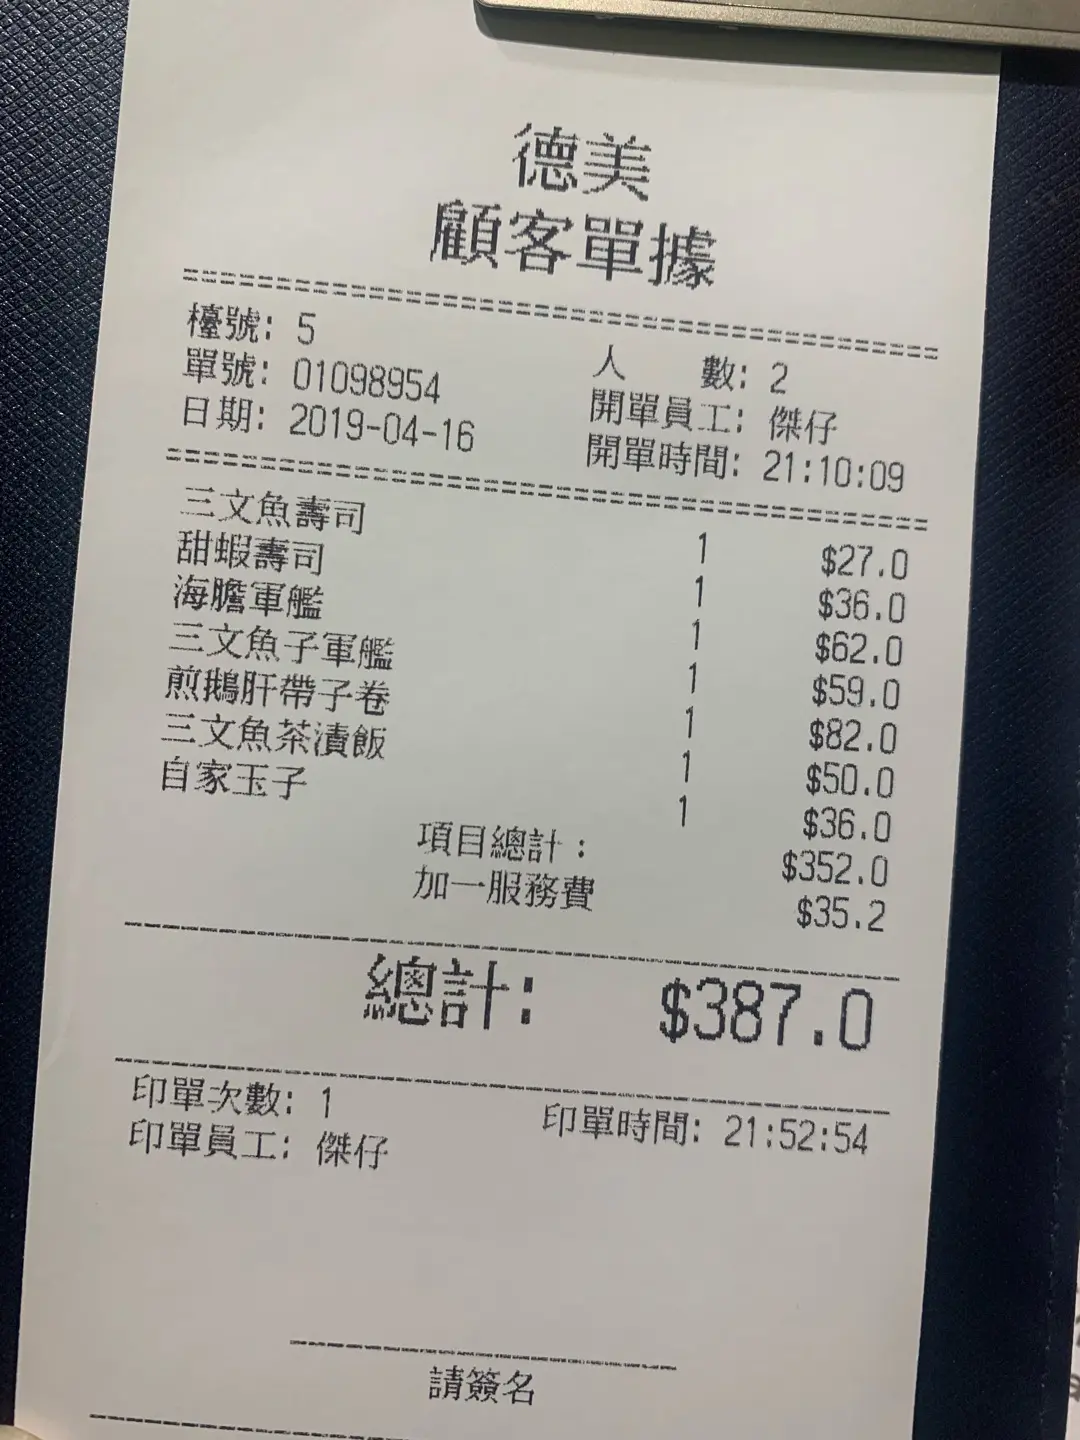 德美
顧客單據
檯號: 5 人 數: 2
單號: 01098954 開單員工: 傑仔
日期: 2019-04-16 開單時間: 21:10:09
三文魚壽司 1 $27.0
甜蝦壽司 1 $36.0
海膽軍艦 1 $62.0
三文魚子軍艦 1 $59.0
煎鵝肝帶子卷 1 $82.0
三文魚茶漬飯 1 $50.0
自家玉子 1 $36.0
項目總計: $352.0
加一服務費 $35.2
總計: $387.0
印單次數: 1 印單時間: 21:52:54
印單員工: 傑仔
請簽名